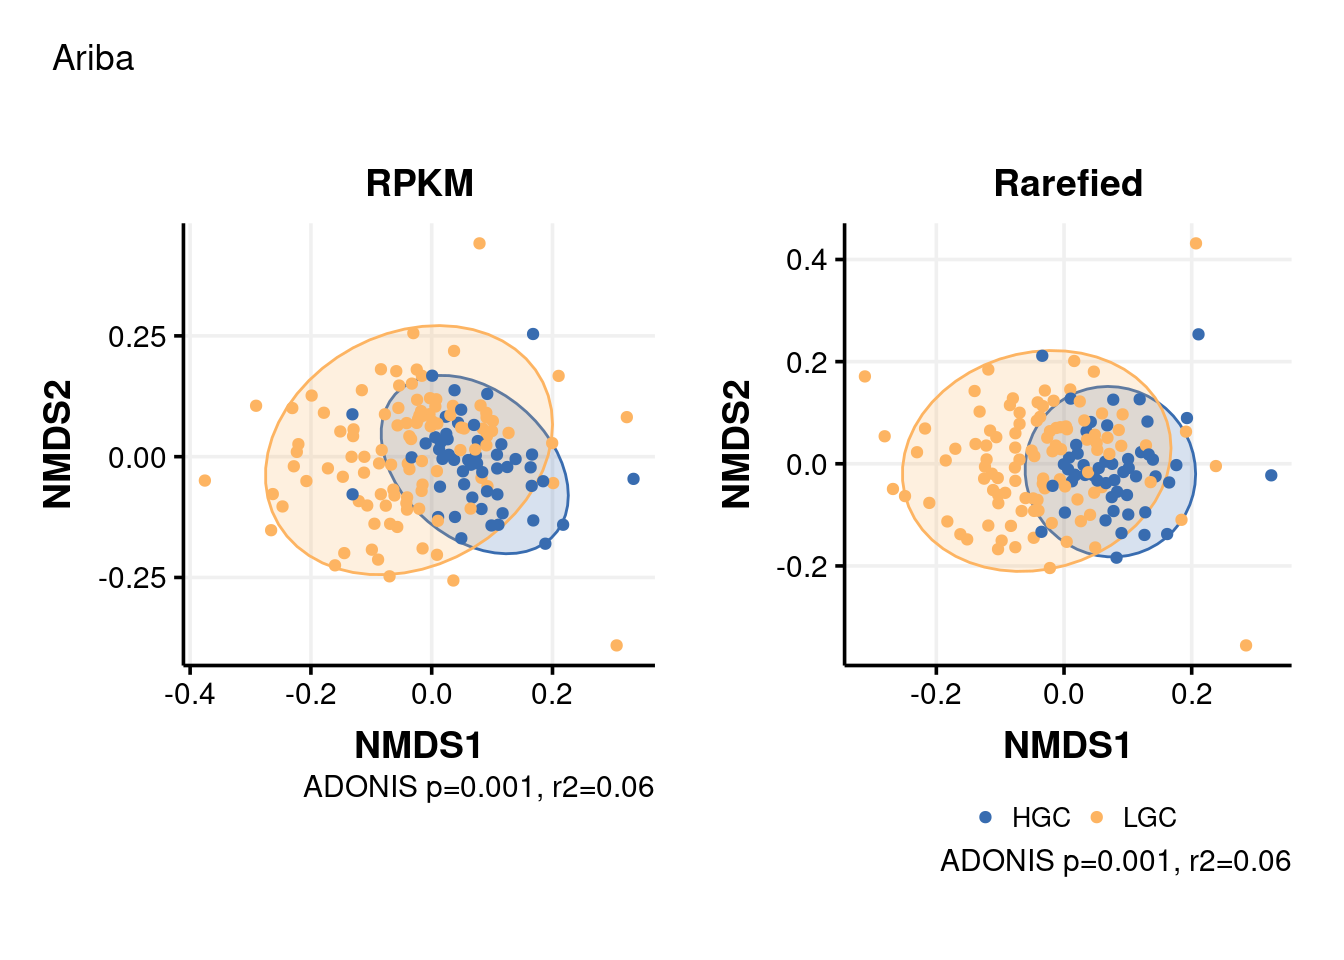 Ariba
RPKM
NMDS2
0.25
0.00
-0.25
-0.4 -0.2 0.0 0.2
NMDS1
ADONIS p=0.001, r2=0.06
Rarefied
NMDS2
0.4
0.2
0.0
-0.2
-0.2 0.0 0.2
NMDS1
HGC LGC
ADONIS p=0.001, r2=0.06